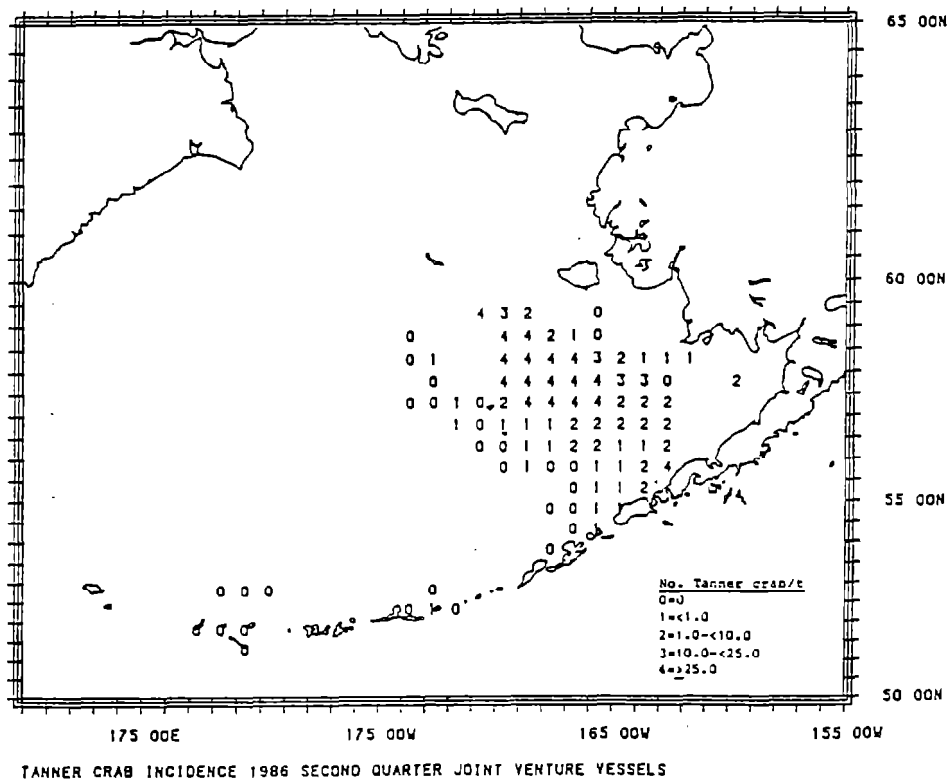 65 00N
60 00N
4 3 2 0
0 4 4 2 1 0
0 1 4 4 4 4 3 2 1 1 1
0 4 4 4 4 4 3 3 0 2
0 0 1 0 2 4 4 4 4 2 2 2
1 0 1 1 1 2 2 2 2 2
0 0 1 1 2 2 1 1 2
0 1 0 0 1 1 2 4
0 1 1 2
55 00N
0 0 1
0
0
0 0 0 0
0
0 0 0
0
No. Tanner crab/t
0=0
1=<1.0
2=1.0-<10.0
3=10.0-<25.0
4=≥25.0
50 00N
175 00E 175 00W 165 00W 155 00W
TANNER CRAB INCIDENCE 1986 SECOND QUARTER JOINT VENTURE VESSELS